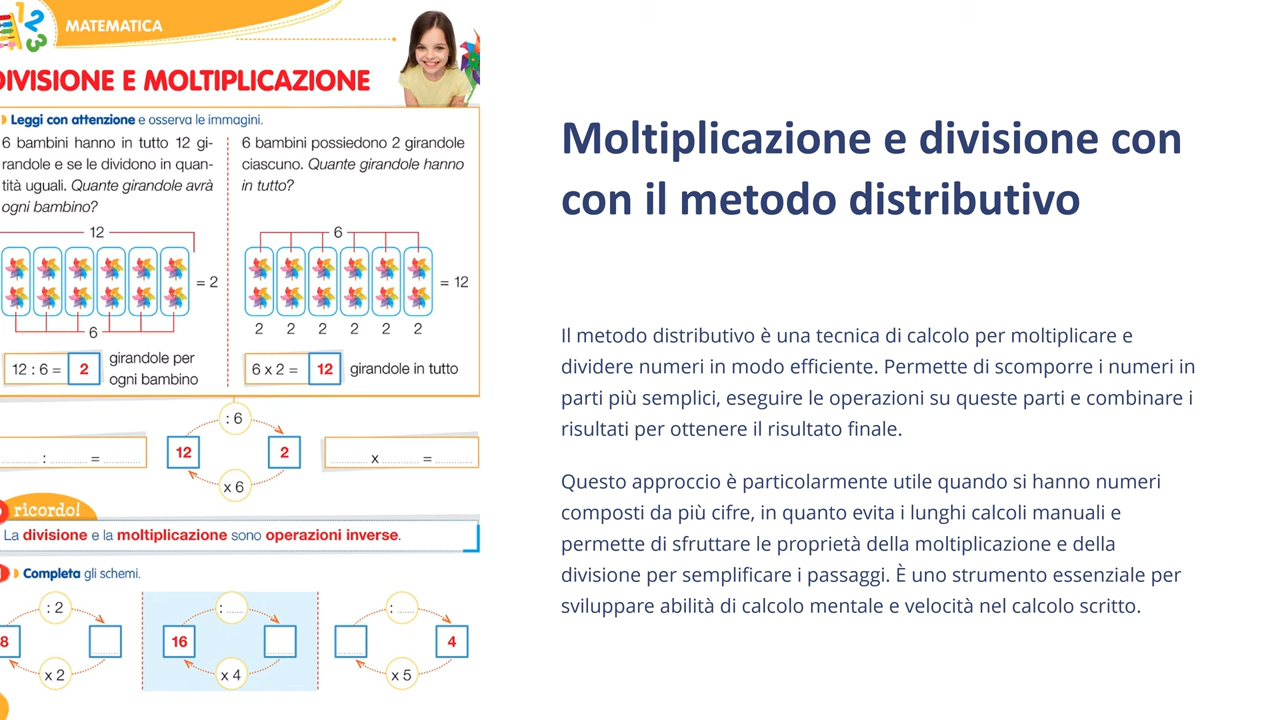 1 2 3
MATEMATICA
DIVISIONE E MOLTIPLICAZIONE
Leggi con attenzione e osserva le immagini.
6 bambini hanno in tutto 12 gi-
randole e se le dividono in quan-
tità uguali. Quante girandole avrà
ogni bambino?
12
= 2
6
12 : 6 = 2
girandole per
ogni bambino
6 bambini possiedono 2 girandole
ciascuno. Quante girandole hanno
in tutto?
6
= 12
2 2 2 2 2 2
6 x 2 = 12 girandole in tutto
: 6
............ : ............ = ............
12 2
............ x ............ = ............
x 6
ricordo!
La divisione e la moltiplicazione sono operazioni inverse.
Completa gli schemi.
: 2 : ...... : ......
8 16 4
x 2 x 4 x 5
Moltiplicazione e divisione con
con il metodo distributivo
Il metodo distributivo è una tecnica di calcolo per moltiplicare e
dividere numeri in modo efficiente. Permette di scomporre i numeri in
parti più semplici, eseguire le operazioni su queste parti e combinare i
risultati per ottenere il risultato finale.
Questo approccio è particolarmente utile quando si hanno numeri
composti da più cifre, in quanto evita i lunghi calcoli manuali e
permette di sfruttare le proprietà della moltiplicazione e della
divisione per semplificare i passaggi. È uno strumento essenziale per
sviluppare abilità di calcolo mentale e velocità nel calcolo scritto.